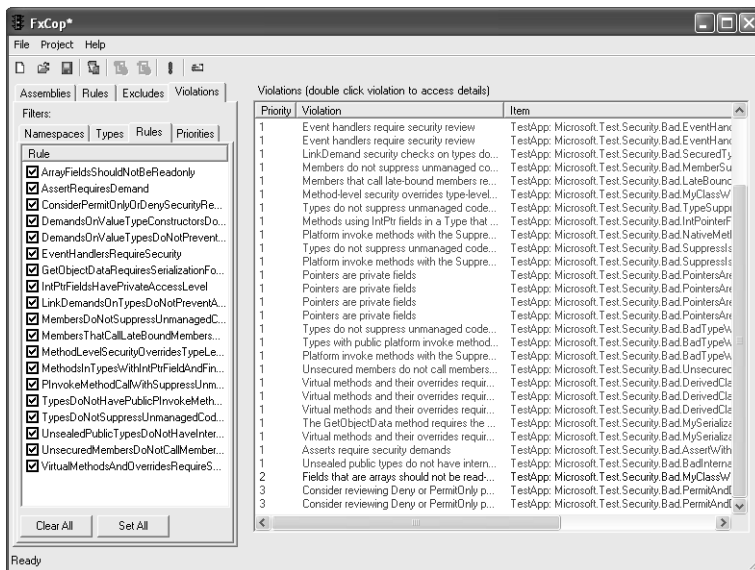 FxCop*
File Project Help
Assemblies Rules Excludes Violations
Filters:
Namespaces Types Rules Priorities
Rule
ArrayFieldsShouldNotBeReadonly
AssertRequiresDemand
ConsiderPermitOnlyOrDenySecurityRe...
DemandsOnValueTypeConstructorsDo...
DemandsOnValueTypesDoNotPrevent...
EventHandlersRequireSecurity
GetObjectDataRequiresSerializationFo...
IntPtrFieldsHavePrivateAccessLevel
LinkDemandsOnTypesDoNotPreventA...
MembersDoNotSuppressUnmanagedC...
MembersThatCallLateBoundMembers...
MethodLevelSecurityOverridesTypeLe...
MethodsInTypesWithIntPtrFieldAndFin...
PInvokeMethodCallWithSuppressUnm...
TypesDoNotHavePublicPInvokeMeth...
TypesDoNotSuppressUnmanagedCod...
UnsealedPublicTypesDoNotHaveInter...
UnsecuredMembersDoNotCallMember...
VirtualMethodsAndOverridesRequireS...
Clear All Set All
Violations (double click violation to access details)
Priority Violation Item
1 Event handlers require security review TestApp: Microsoft.Test.Security.Bad.EventHanc
1 Event handlers require security review TestApp: Microsoft.Test.Security.Bad.EventHanc
1 LinkDemand security checks on types do... TestApp: Microsoft.Test.Security.Bad.SecuredTy
1 Members do not suppress unmanaged co... TestApp: Microsoft.Test.Security.Bad.MemberSu
1 Members that call late-bound members re... TestApp: Microsoft.Test.Security.Bad.LateBounc
1 Method-level security overrides type-level... TestApp: Microsoft.Test.Security.Bad.MyClassW
1 Types do not suppress unmanaged code... TestApp: Microsoft.Test.Security.Bad.TypeSuppr
1 Methods using IntPtr fields in a Type that ... TestApp: Microsoft.Test.Security.Bad.IntPointerF
1 Platform invoke methods with the Suppre... TestApp: Microsoft.Test.Security.Bad.NativeMetl
1 Types do not suppress unmanaged code... TestApp: Microsoft.Test.Security.Bad.SuppressIs
1 Platform invoke methods with the Suppre... TestApp: Microsoft.Test.Security.Bad.SuppressIs
1 Pointers are private fields TestApp: Microsoft.Test.Security.Bad.PointersAre
1 Pointers are private fields TestApp: Microsoft.Test.Security.Bad.PointersAre
1 Pointers are private fields TestApp: Microsoft.Test.Security.Bad.PointersAre
1 Pointers are private fields TestApp: Microsoft.Test.Security.Bad.PointersAre
1 Types do not suppress unmanaged code... TestApp: Microsoft.Test.Security.Bad.BadTypeW
1 Types with public platform invoke method... TestApp: Microsoft.Test.Security.Bad.BadTypeW
1 Platform invoke methods with the Suppre... TestApp: Microsoft.Test.Security.Bad.BadTypeW
1 Unsecured members do not call members... TestApp: Microsoft.Test.Security.Bad.Unsecurec
1 Virtual methods and their overrides requir... TestApp: Microsoft.Test.Security.Bad.DerivedCla
1 Virtual methods and their overrides requir... TestApp: Microsoft.Test.Security.Bad.DerivedCla
1 Virtual methods and their overrides requir... TestApp: Microsoft.Test.Security.Bad.DerivedCla
1 The GetObjectData method requires the ... TestApp: Microsoft.Test.Security.Bad.MySerializa
1 Virtual methods and their overrides requir... TestApp: Microsoft.Test.Security.Bad.MySerializa
1 Asserts require security demands TestApp: Microsoft.Test.Security.Bad.AssertWith
1 Unsealed public types do not have intern... TestApp: Microsoft.Test.Security.Bad.BadInterna
2 Fields that are arrays should not be read-... TestApp: Microsoft.Test.Security.Bad.MyClassW
3 Consider reviewing Deny or PermitOnly p... TestApp: Microsoft.Test.Security.Bad.PermitAndI
3 Consider reviewing Deny or PermitOnly p... TestApp: Microsoft.Test.Security.Bad.PermitAndI
Ready